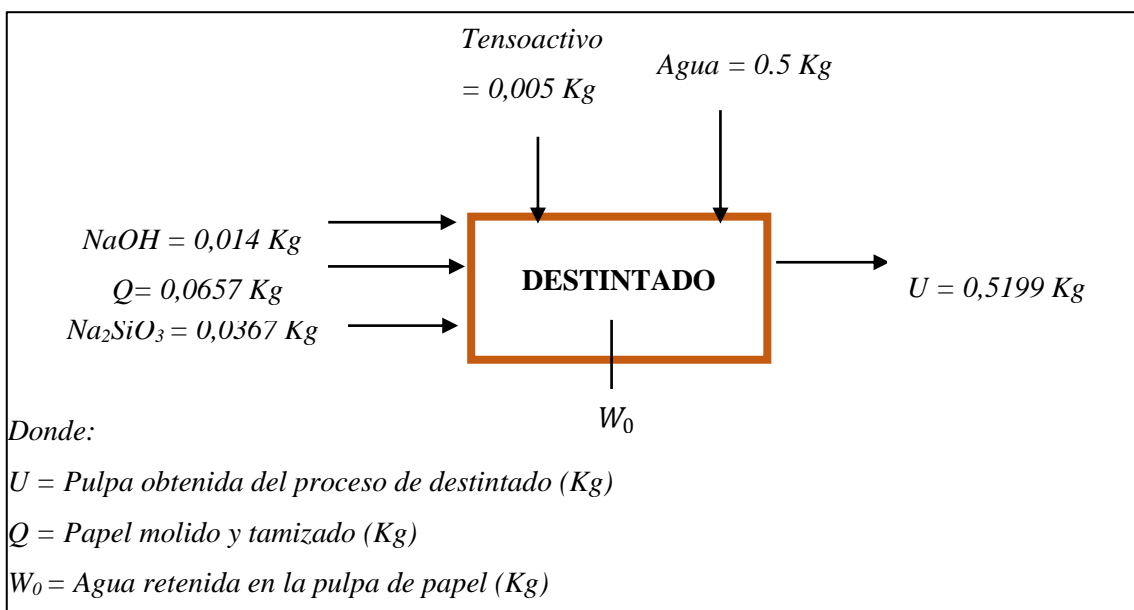 Tensoactivo
= 0,005 Kg
Agua = 0.5 Kg
NaOH = 0,014 Kg
Q= 0,0657 Kg
Na₂SiO₃ = 0,0367 Kg
DESTINTADO
U = 0,5199 Kg
W₀
Donde:
U = Pulpa obtenida del proceso de destintado (Kg)
Q = Papel molido y tamizado (Kg)
W₀ = Agua retenida en la pulpa de papel (Kg)